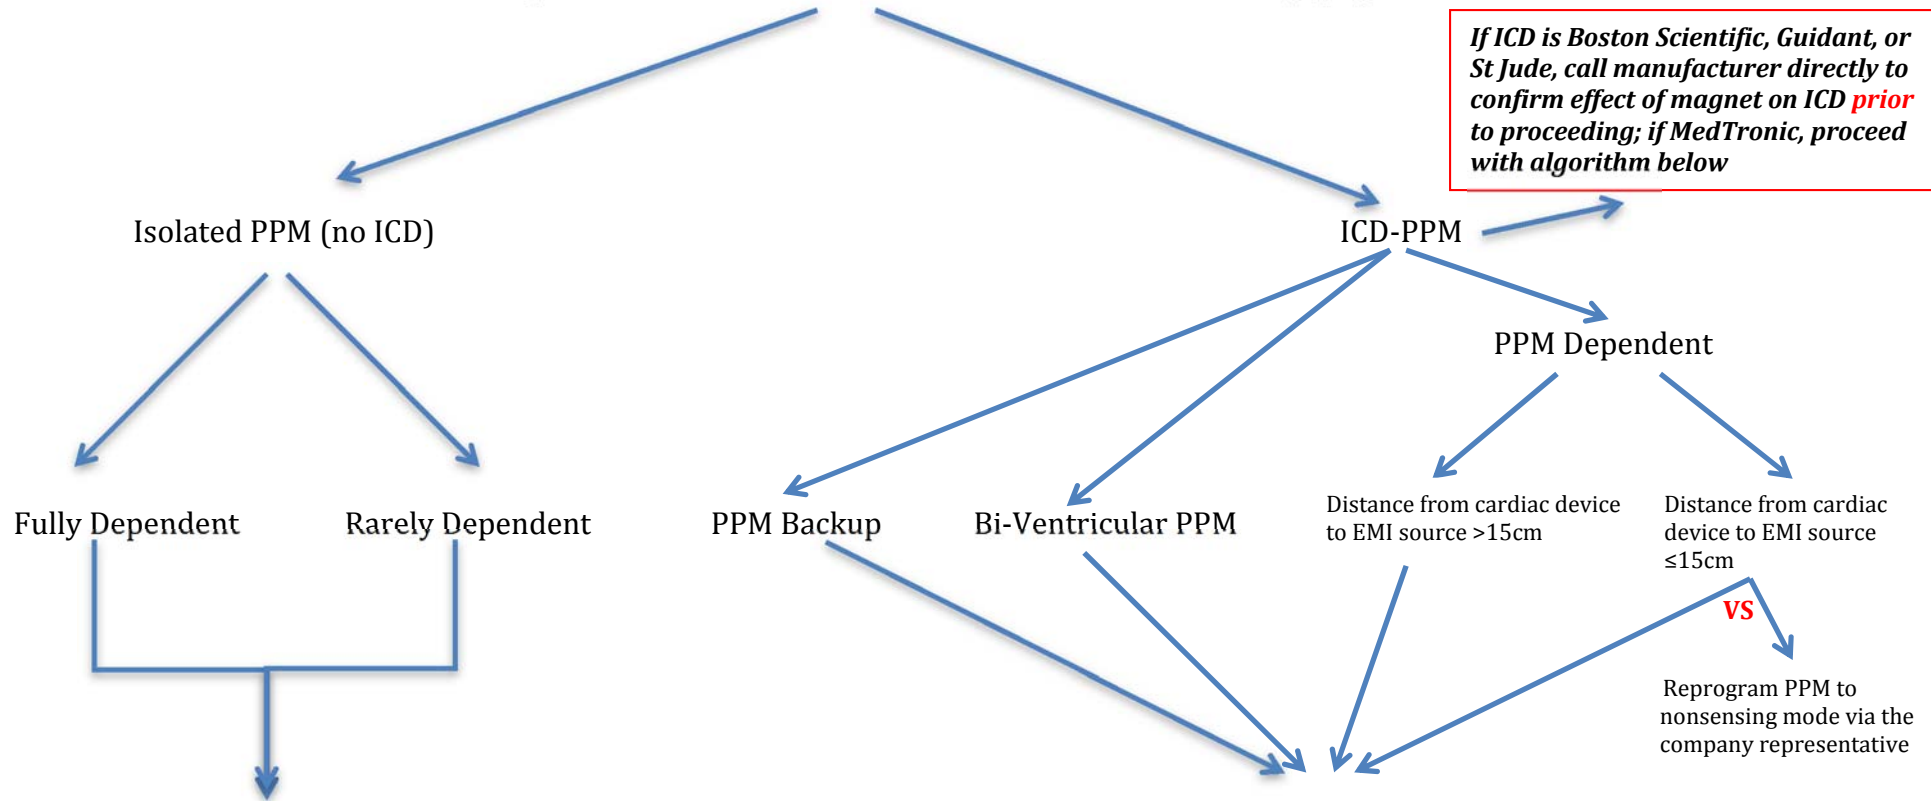 If ICD is Boston Scientific, Guidant, or
St Jude, call manufacturer directly to
confirm effect of magnet on ICD prior
to proceeding; if MedTronic, proceed
with algorithm below
Isolated PPM (no ICD)
ICD-PPM
PPM Dependent
Fully Dependent
Rarely Dependent
PPM Backup
Bi-Ventricular PPM
Distance from cardiac device
to EMI source >15cm
Distance from cardiac
device to EMI source
≤15cm
VS
Reprogram PPM to
nonsensing mode via the
company representative